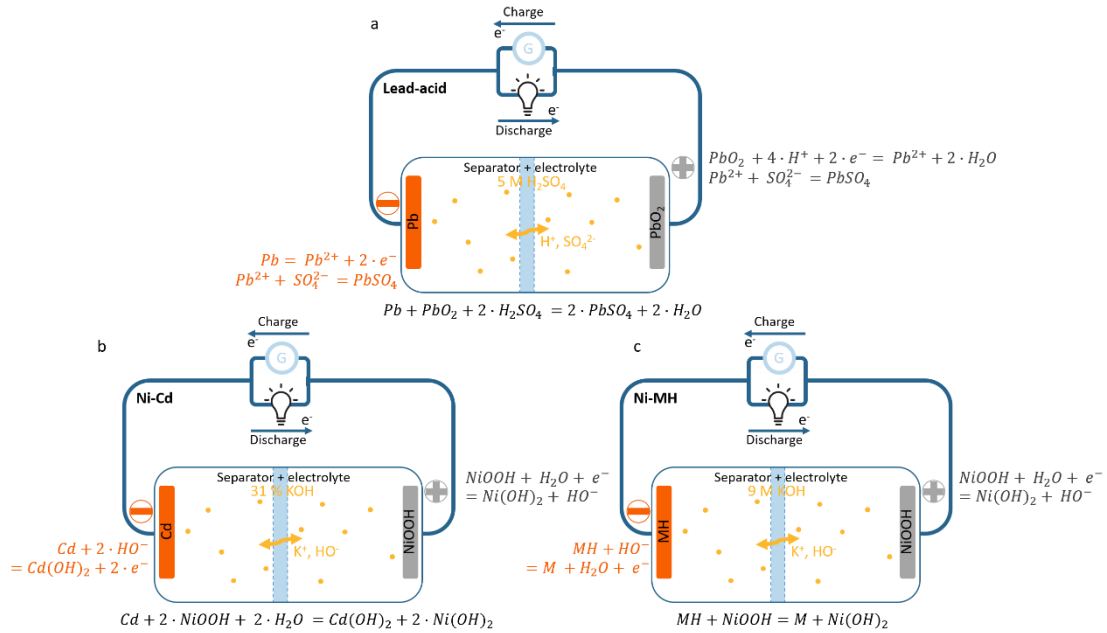 a
Charge
e⁻
G
Lead-acid
e⁻
Discharge
Separator + electrolyte
5 M H₂SO₄
Pb
PbO₂
H⁺, SO₄²⁻
PbO₂ + 4 · H⁺ + 2 · e⁻ = Pb²⁺ + 2 · H₂O
Pb²⁺ + SO₄²⁻ = PbSO₄
Pb = Pb²⁺ + 2 · e⁻
Pb²⁺ + SO₄²⁻ = PbSO₄
Pb + PbO₂ + 2 · H₂SO₄ = 2 · PbSO₄ + 2 · H₂O
b
Charge
e⁻
G
Ni-Cd
e⁻
Discharge
Separator + electrolyte
31 % KOH
Cd
NiOOH
K⁺, HO⁻
NiOOH + H₂O + e⁻
= Ni(OH)₂ + HO⁻
Cd + 2 · HO⁻
= Cd(OH)₂ + 2 · e⁻
Cd + 2 · NiOOH + 2 · H₂O = Cd(OH)₂ + 2 · Ni(OH)₂
c
Charge
e⁻
G
Ni-MH
e⁻
Discharge
Separator + electrolyte
9 M KOH
MH
NiOOH
K⁺, HO⁻
NiOOH + H₂O + e⁻
= Ni(OH)₂ + HO⁻
MH + HO⁻
= M + H₂O + e⁻
MH + NiOOH = M + Ni(OH)₂